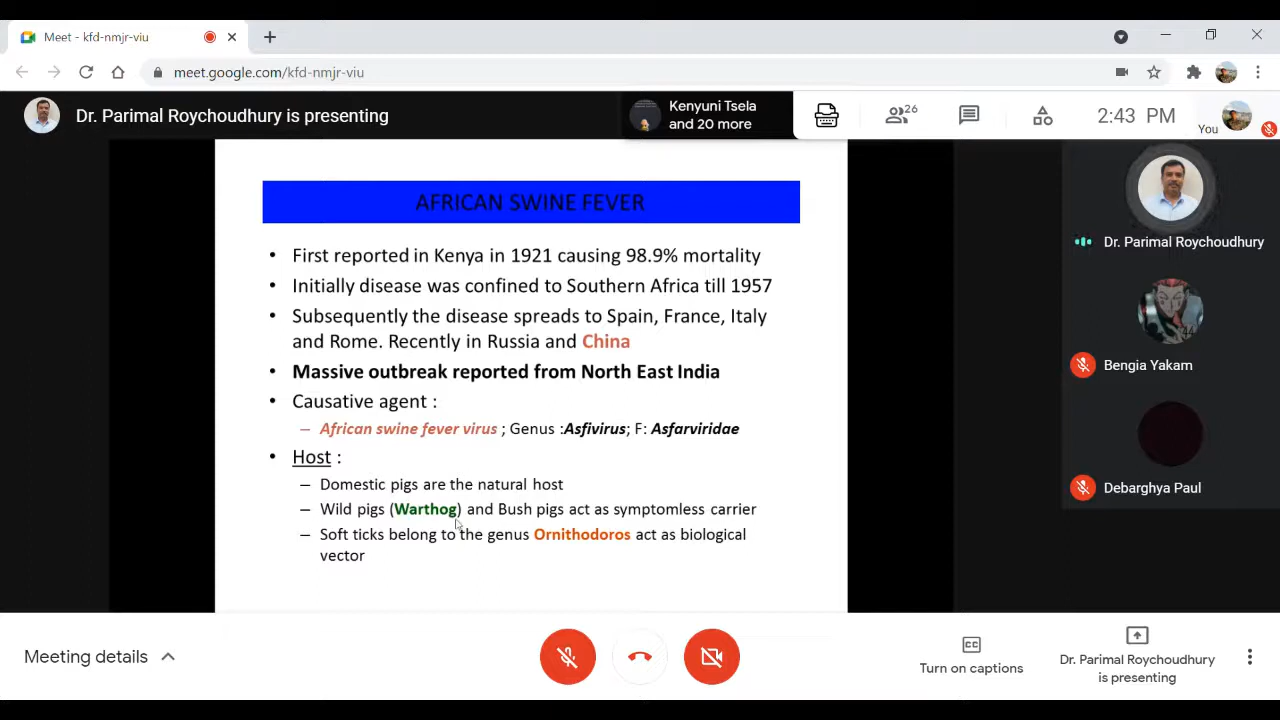 Meet - kfd-nmjr-viu
meet.google.com/kfd-nmjr-viu
Dr. Parimal Roychoudhury is presenting
Kenyuni Tsela
and 20 more
26
2:43 PM
You
AFRICAN SWINE FEVER
• First reported in Kenya in 1921 causing 98.9% mortality
• Initially disease was confined to Southern Africa till 1957
• Subsequently the disease spreads to Spain, France, Italy
and Rome. Recently in Russia and China
• Massive outbreak reported from North East India
• Causative agent :
– African swine fever virus ; Genus :Asfivirus; F: Asfarviridae
• Host :
– Domestic pigs are the natural host
– Wild pigs (Warthog) and Bush pigs act as symptomless carrier
– Soft ticks belong to the genus Ornithodoros act as biological
vector
Dr. Parimal Roychoudhury
Bengia Yakam
Debarghya Paul
Meeting details
CC
Turn on captions
Dr. Parimal Roychoudhury
is presenting